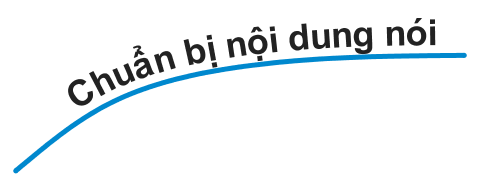 Chuẩn bị nội dung nói